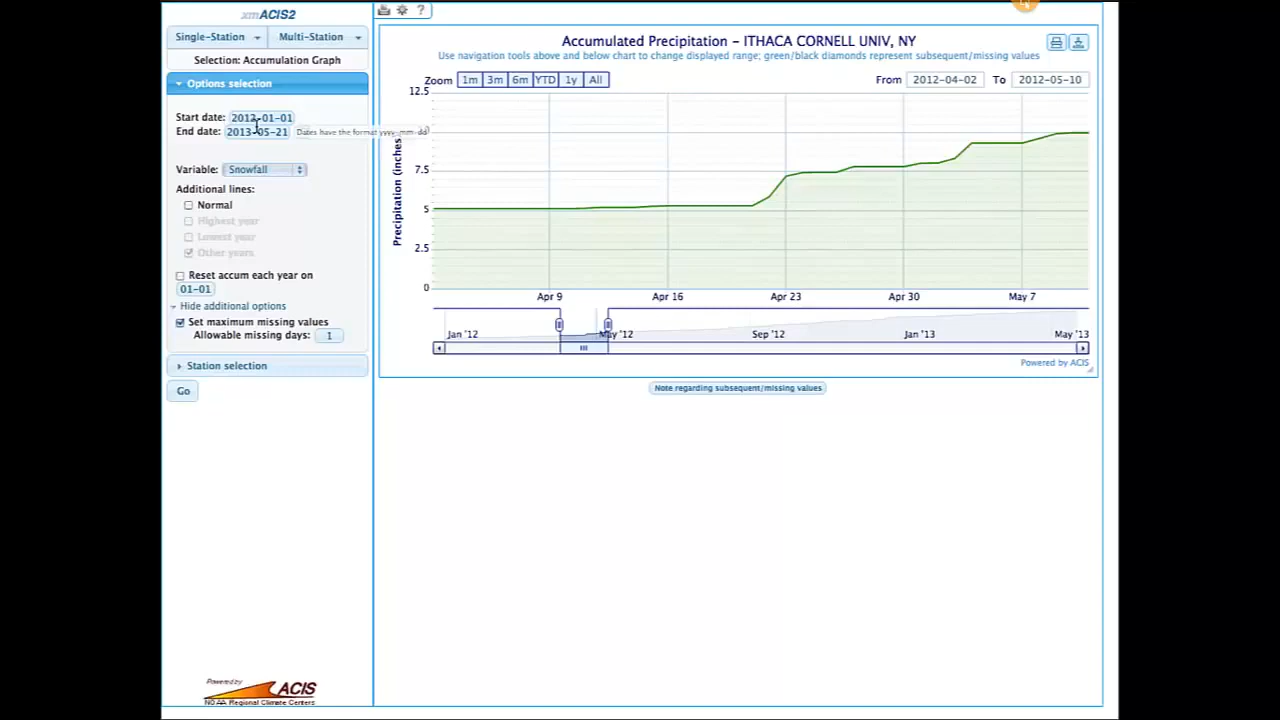 xmACIS2
Single-Station
Multi-Station
Selection: Accumulation Graph
Options selection
Start date: 2012-01-01
End date: 2013-05-21
Dates have the format yyyy-mm-dd
Variable: Snowfall
Additional lines:
Normal
Highest year
Lowest year
Other years
Reset accum each year on
01-01
Hide additional options
Set maximum missing values
Allowable missing days: 1
Station selection
Go
Powered by
ACIS
NOAA Regional Climate Centers
?
Accumulated Precipitation - ITHACA CORNELL UNIV, NY
Use navigation tools above and below chart to change displayed range; green/black diamonds represent subsequent/missing values
Zoom 1m 3m 6m YTD 1y All
From 2012-04-02 To 2012-05-10
Precipitation (inches
12.5
7.5
5
2.5
0
Apr 9 Apr 16 Apr 23 Apr 30 May 7
Jan '12 May '12 Sep '12 Jan '13 May '13
Powered by ACIS
Note regarding subsequent/missing values